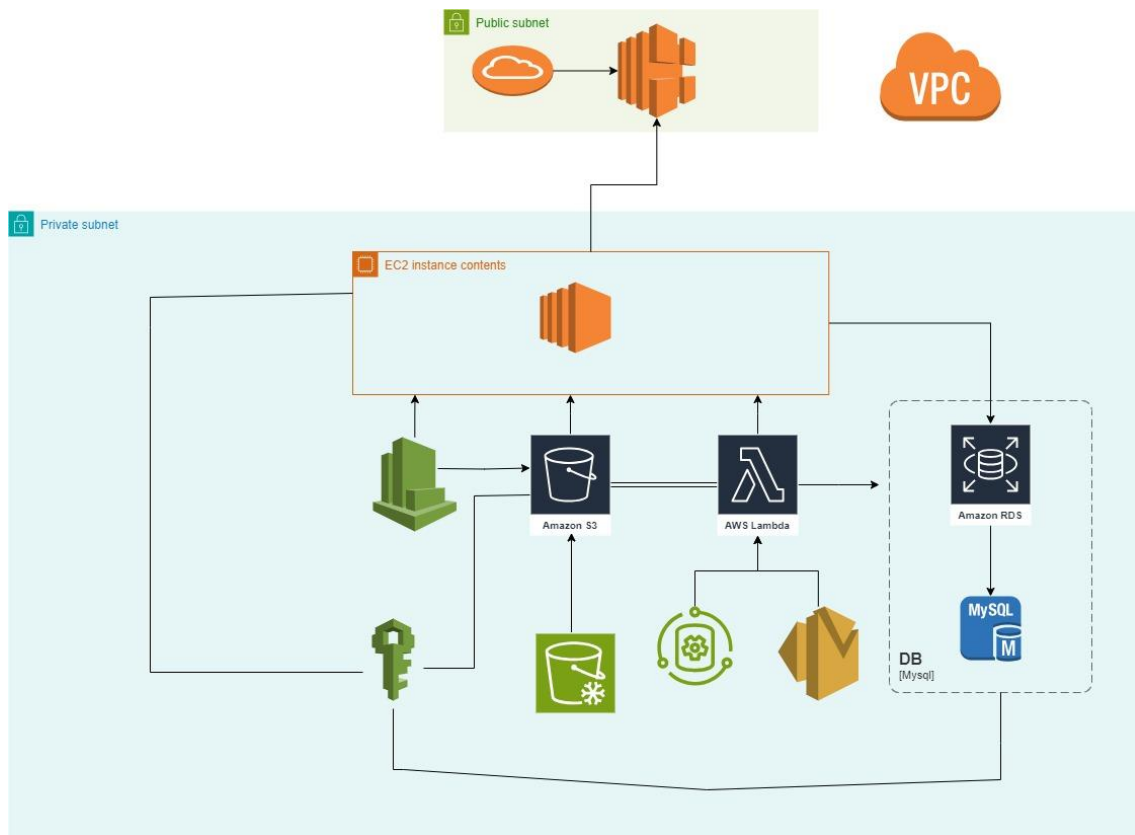 Public subnet
VPC
Private subnet
EC2 instance contents
Amazon S3
AWS Lambda
Amazon RDS
MySQL
M
DB
[Mysql]